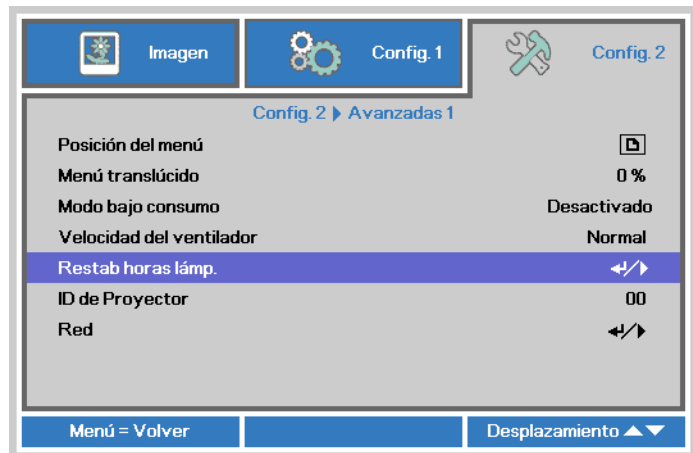 Imagen
Config. 1
Config. 2
Config. 2 Avanzadas 1
Posición del menú
Menú translúcido 0 %
Modo bajo consumo Desactivado
Velocidad del ventilador Normal
Restab horas lámp. /
ID de Proyector 00
Red /
Menú = Volver
Desplazamiento